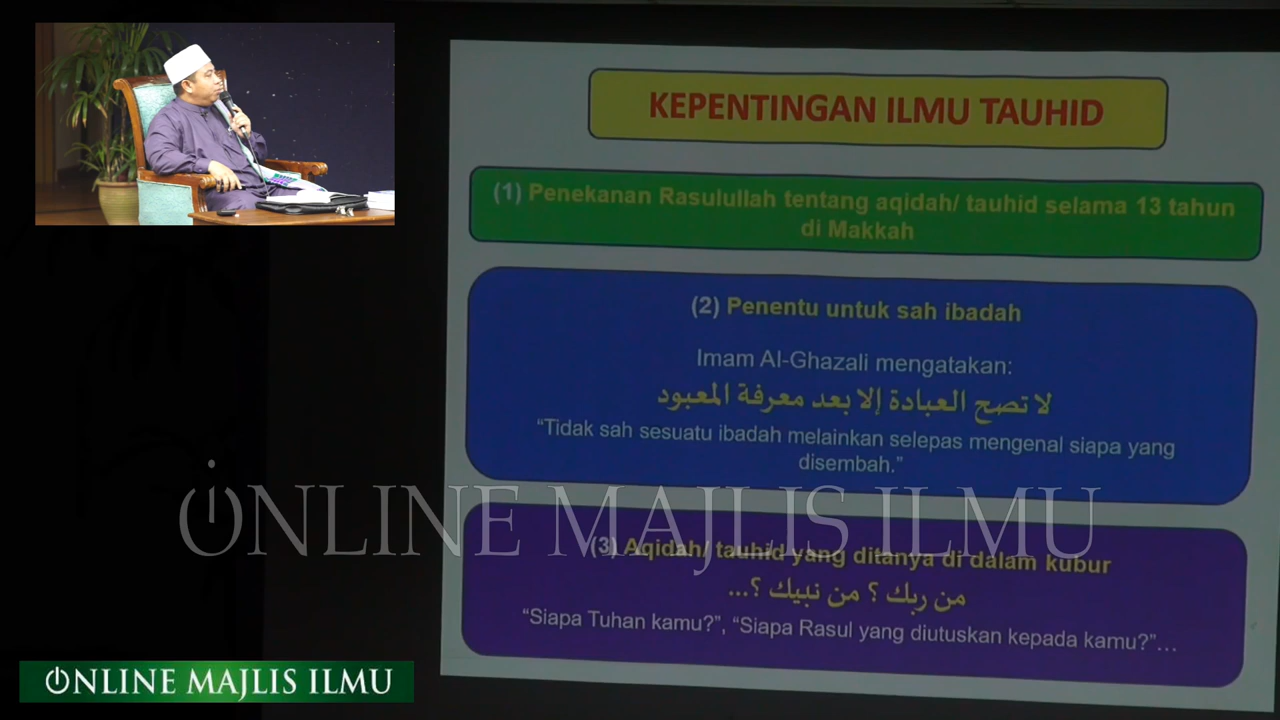 KEPENTINGAN ILMU TAUHID
(1) Penekanan Rasulullah tentang aqidah/ tauhid selama 13 tahun
di Makkah
(2) Penentu untuk sah ibadah
Imam Al-Ghazali mengatakan:
لا تصح العبادة إلا بعد معرفة المعبود
“Tidak sah sesuatu ibadah melainkan selepas mengenal siapa yang
disembah.”
ONLINE MAJLIS ILMU
(3) Aqidah/ tauhid yang ditanya di dalam kubur
من ربك ؟ من نبيك ؟...
“Siapa Tuhan kamu?”, “Siapa Rasul yang diutuskan kepada kamu?”…
ONLINE MAJLIS ILMU